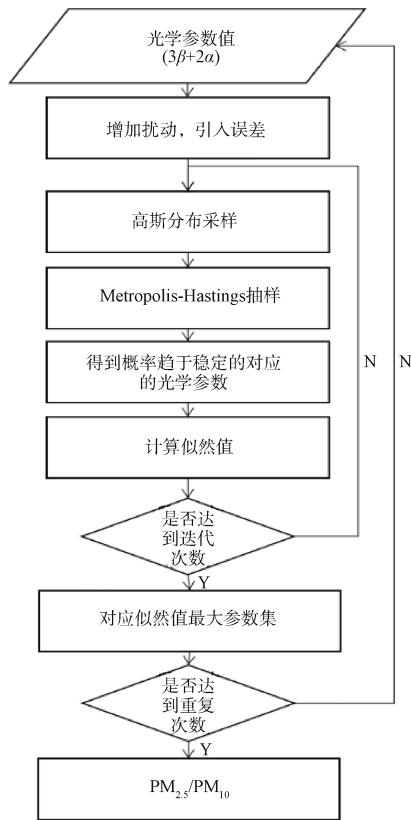 光学参数值
(3β+2α)
增加扰动，引入误差
高斯分布采样
Metropolis-Hastings抽样
得到概率趋于稳定的对应
的光学参数
计算似然值
是否达
到迭代
次数
N
Y
对应似然值最大参数集
是否达
到重复
次数
N
Y
PM2.5/PM10